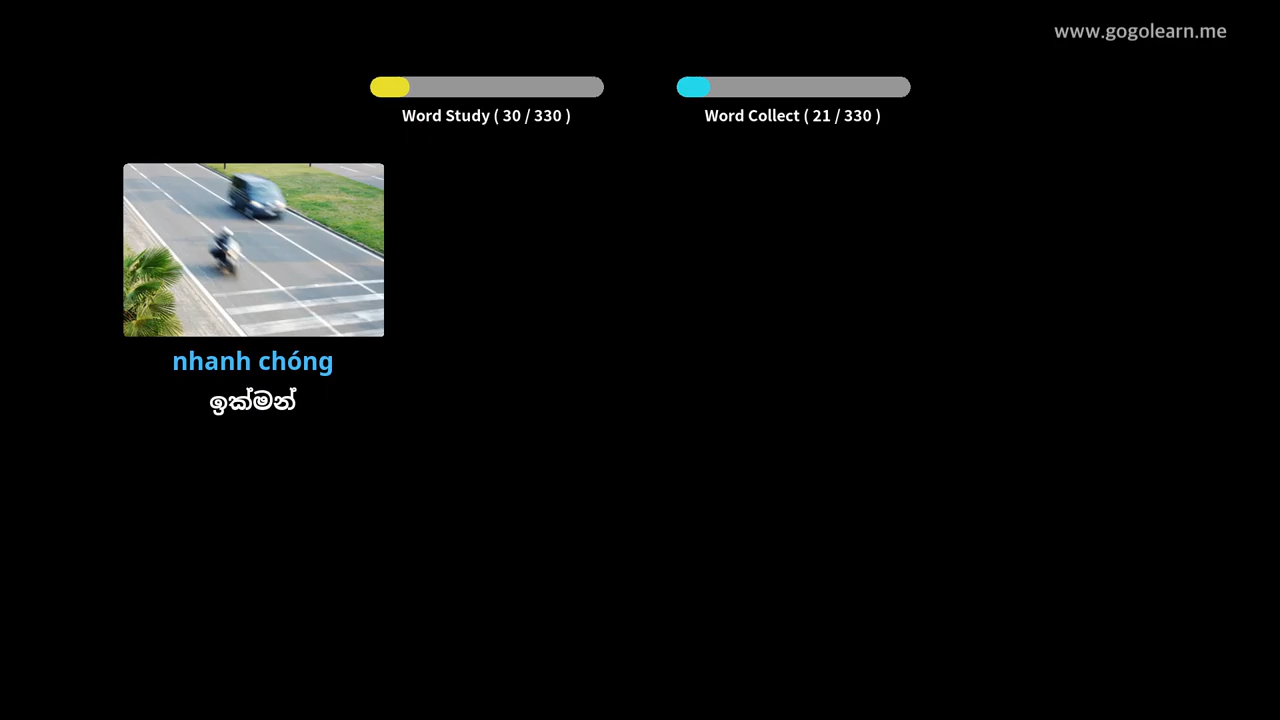 www.gogolearn.me
Word Study ( 30 / 330 )
Word Collect ( 21 / 330 )
nhanh chóng
ඉක්මන්